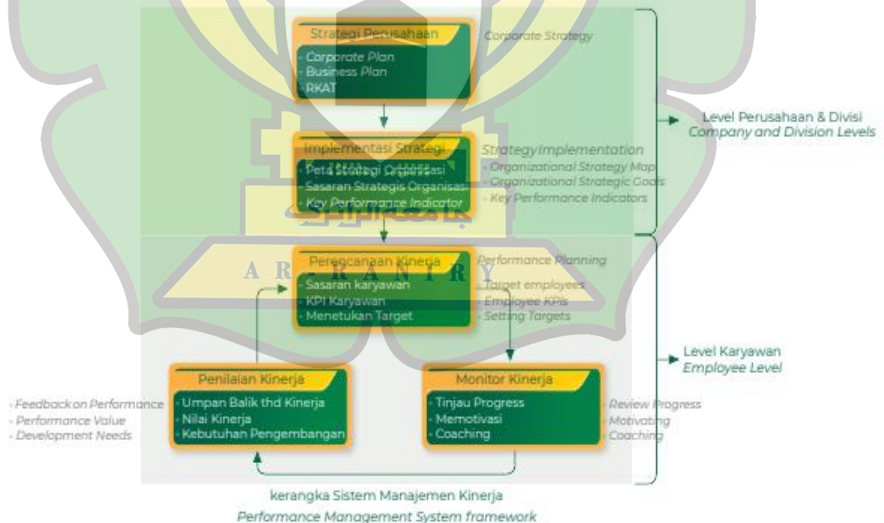 Strategi Perusahaan
Corporate Strategy
- Corporate Plan
- Business Plan
- RKAT
Level Perusahaan & Divisi
Company and Division Levels
Implementasi Strategi
Strategy Implementation
- Peta Strategi Organisasi
- Sasaran Strategis Organisasi
- Key Performance Indicator
- Organizational Strategy Map
- Organizational Strategic Goals
- Key Performance Indicators
جامعة الرانيري
AR-RANIRY
Perencanaan Kinerja
Performance Planning
- Sasaran karyawan
- KPI Karyawan
- Menetukan Target
- Target employees
- Employee KPIs
- Setting Targets
Level Karyawan
Employee Level
Penilaian Kinerja
- Umpan Balik thd Kinerja
- Nilai Kinerja
- Kebutuhan Pengembangan
- Feedback on Performance
- Performance Value
- Development Needs
Monitor Kinerja
- Tinjau Progress
- Memotivasi
- Coaching
- Review Progress
- Motivating
- Coaching
kerangka Sistem Manajemen Kinerja
Performance Management System framework